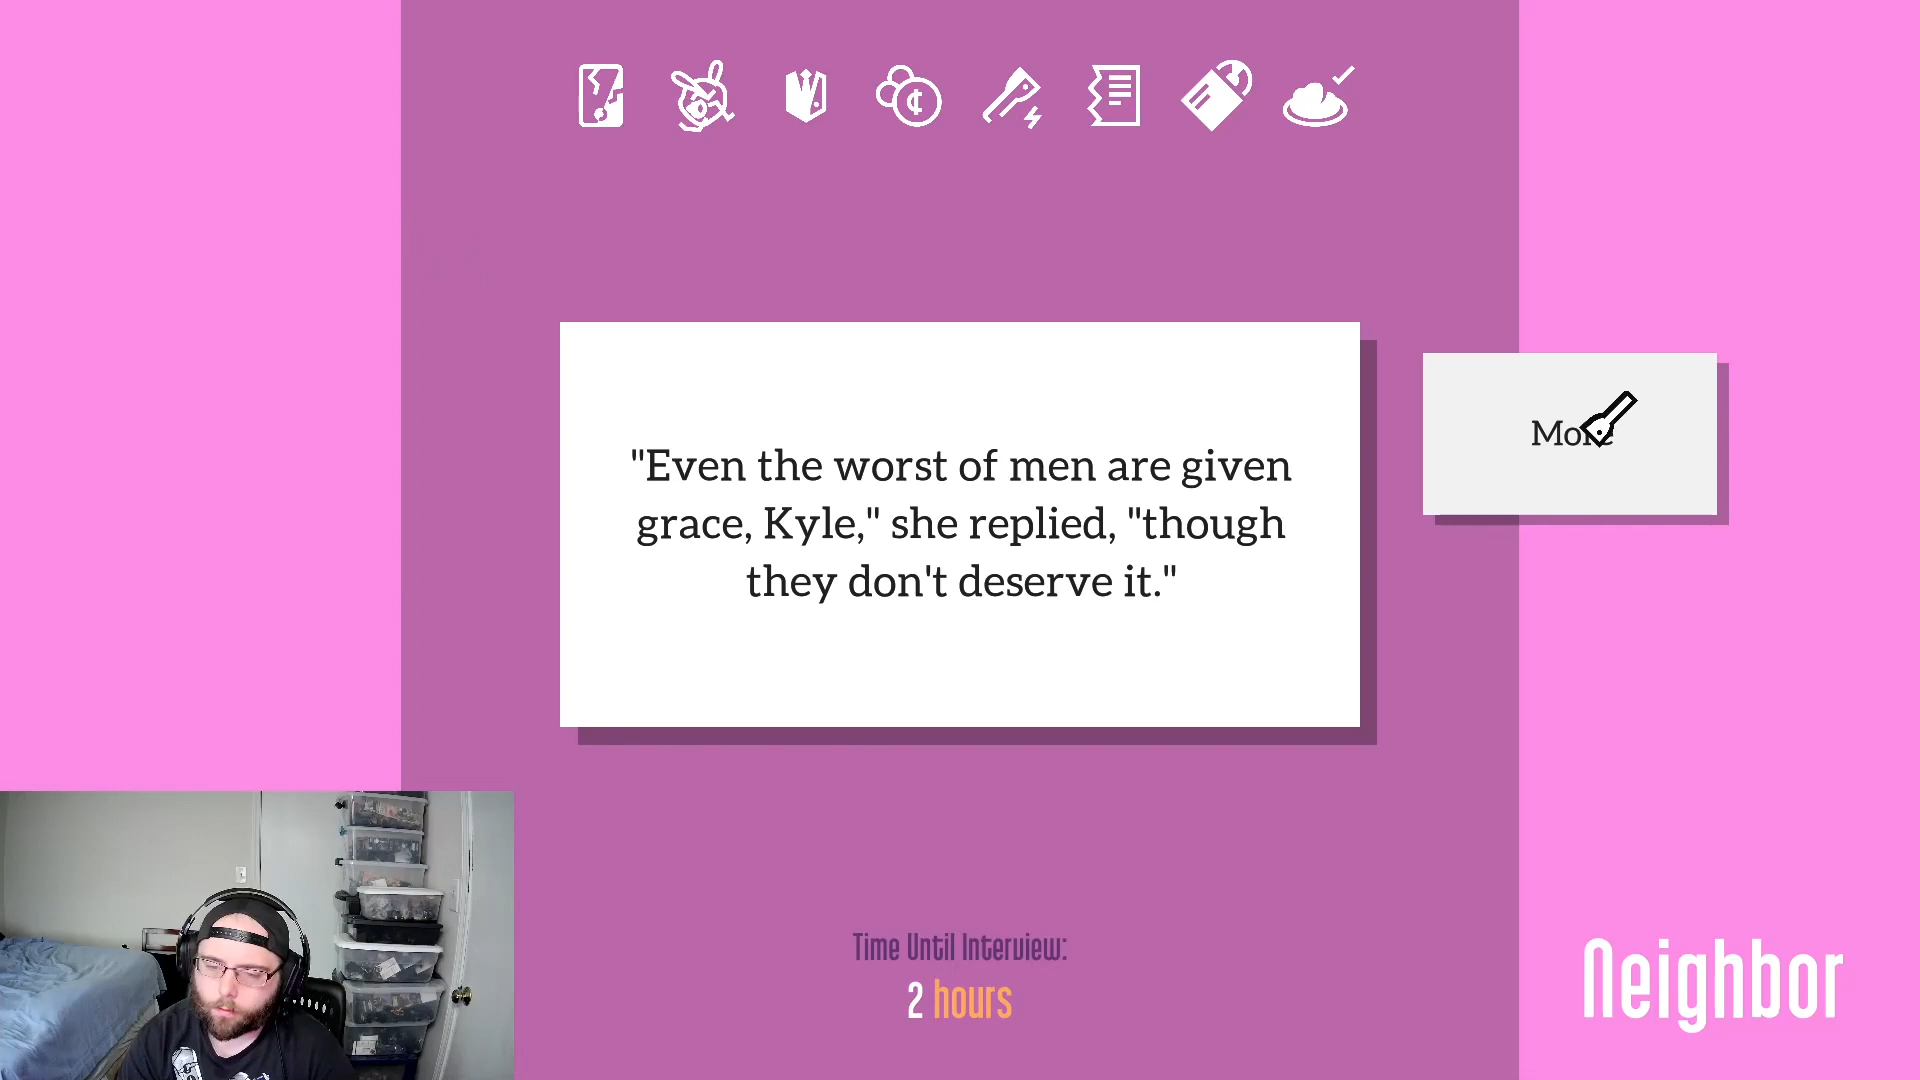 "Even the worst of men are given
grace, Kyle," she replied, "though
they don't deserve it."
More
Time Until Interview:
2 hours
Neighbor